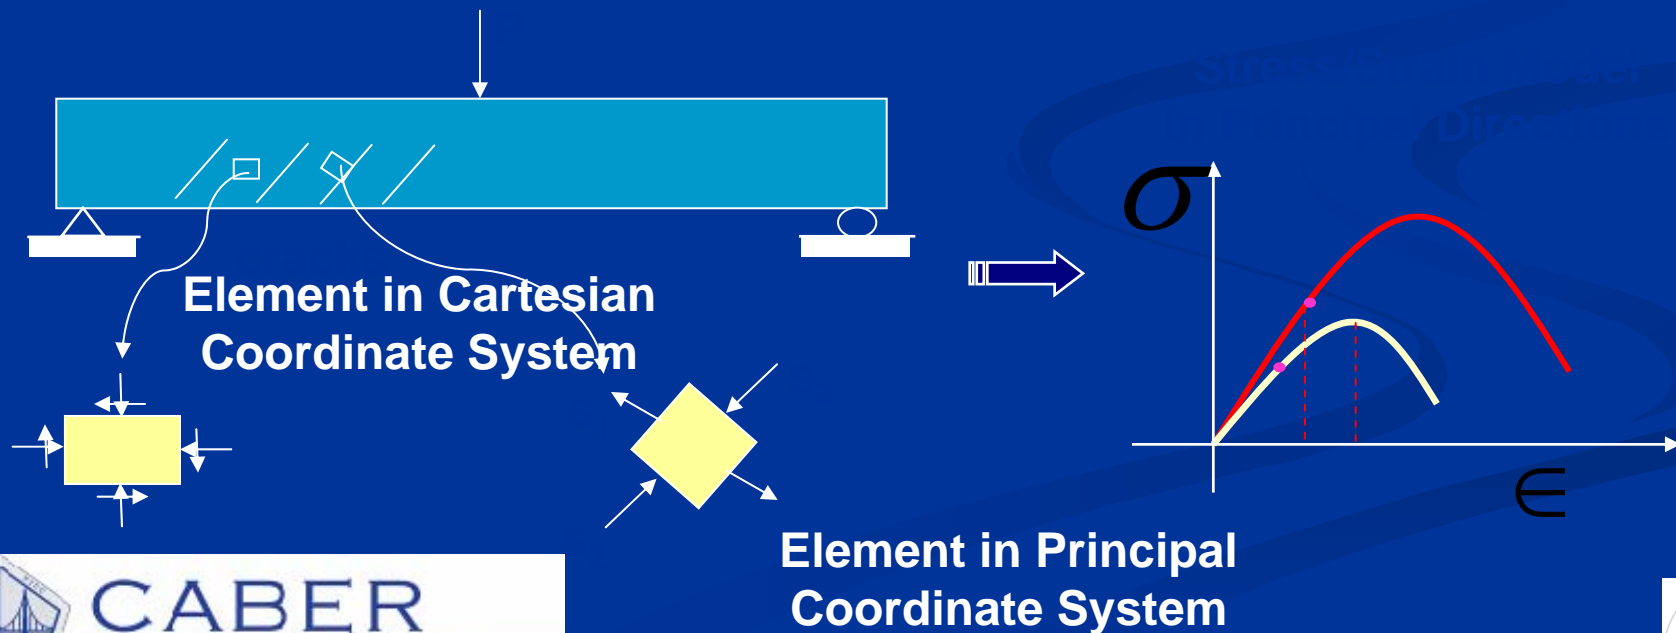 σ
Element in Cartesian
Coordinate System
∈
Element in Principal
Coordinate System
CABER